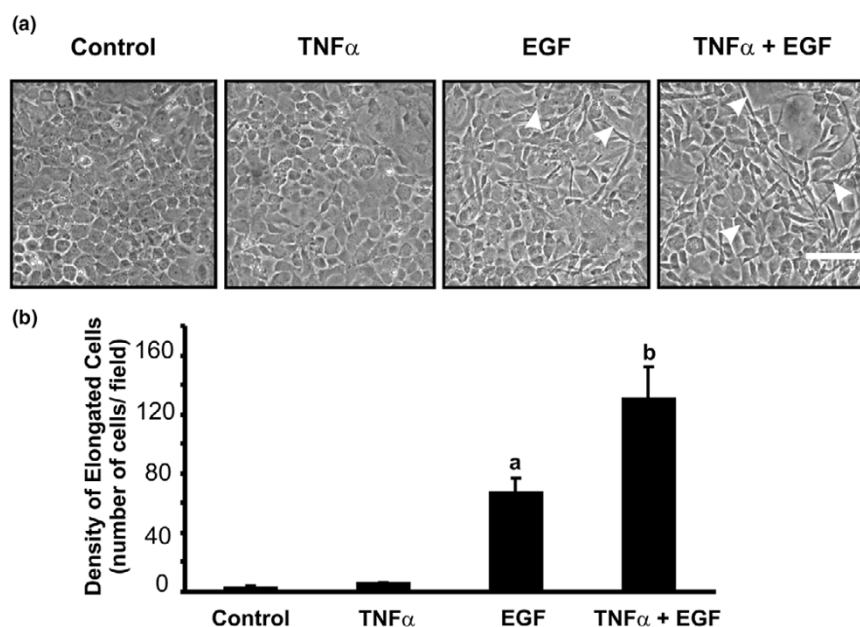 (a)
Control TNFα EGF TNFα + EGF
(b)
Density of Elongated Cells
(number of cells/ field)
160
120
80
40
0
a
b
Control TNFα EGF TNFα + EGF